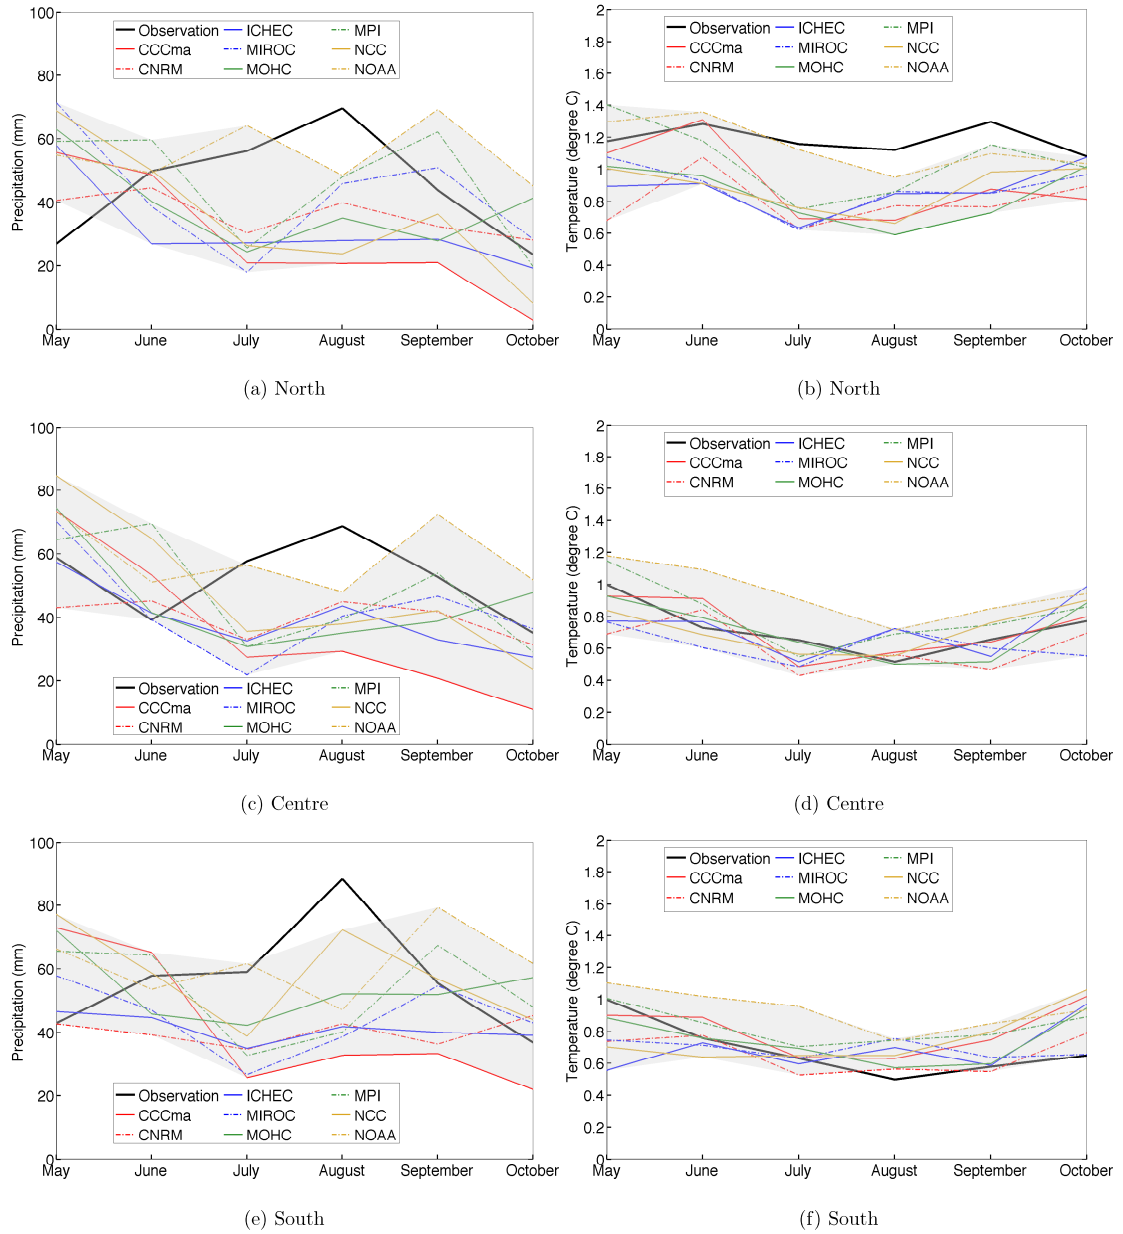 100
80
60
40
20
0
Precipitation (mm)
Observation ICHEC MPI
CCCma MIROC NCC
CNRM MOHC NOAA
May June July August September October
(a) North
2
1.8
1.6
1.4
1.2
1
0.8
0.6
0.4
0.2
0
Temperature (degree C)
Observation ICHEC MPI
CCCma MIROC NCC
CNRM MOHC NOAA
May June July August September October
(b) North
100
80
60
40
20
0
Precipitation (mm)
Observation ICHEC MPI
CCCma MIROC NCC
CNRM MOHC NOAA
May June July August September October
(c) Centre
2
1.8
1.6
1.4
1.2
1
0.8
0.6
0.4
0.2
0
Temperature (degree C)
Observation ICHEC MPI
CCCma MIROC NCC
CNRM MOHC NOAA
May June July August September October
(d) Centre
100
80
60
40
20
0
Precipitation (mm)
Observation ICHEC MPI
CCCma MIROC NCC
CNRM MOHC NOAA
May June July August September October
(e) South
2
1.8
1.6
1.4
1.2
1
0.8
0.6
0.4
0.2
0
Temperature (degree C)
Observation ICHEC MPI
CCCma MIROC NCC
CNRM MOHC NOAA
May June July August September October
(f) South